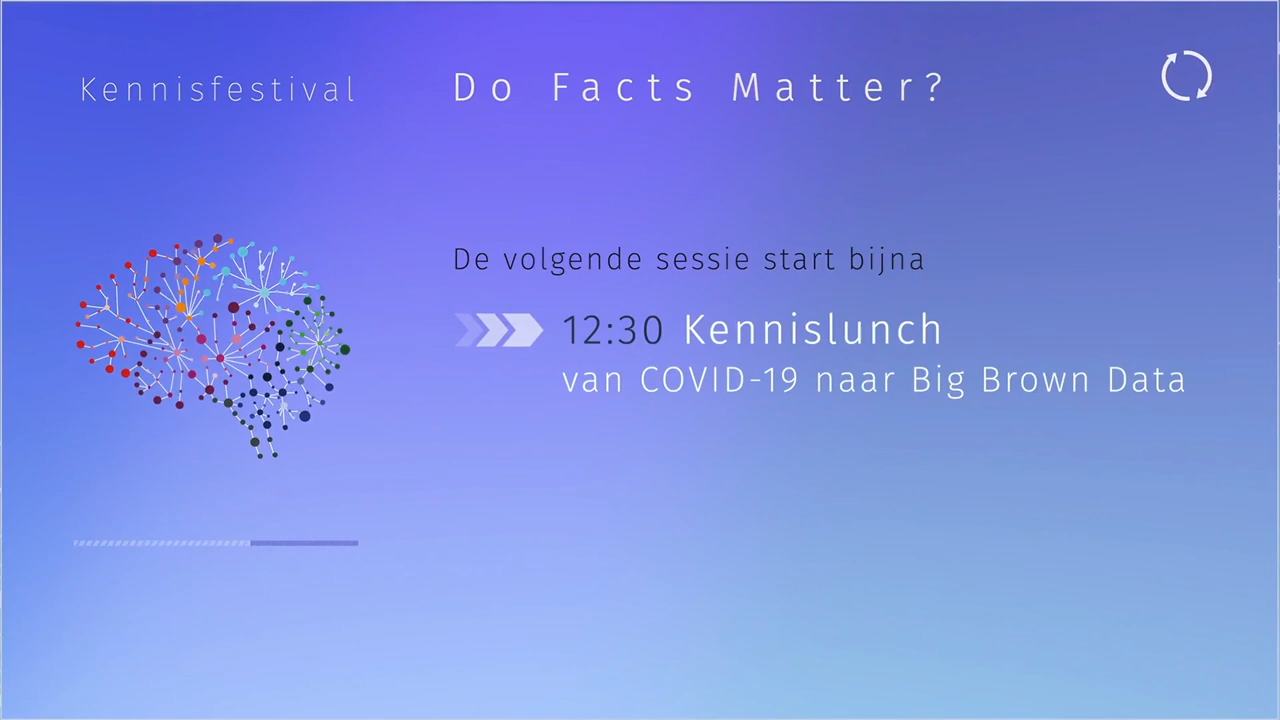 Kennisfestival
Do Facts Matter?
De volgende sessie start bijna
12:30 Kennislunch
van COVID-19 naar Big Brown Data